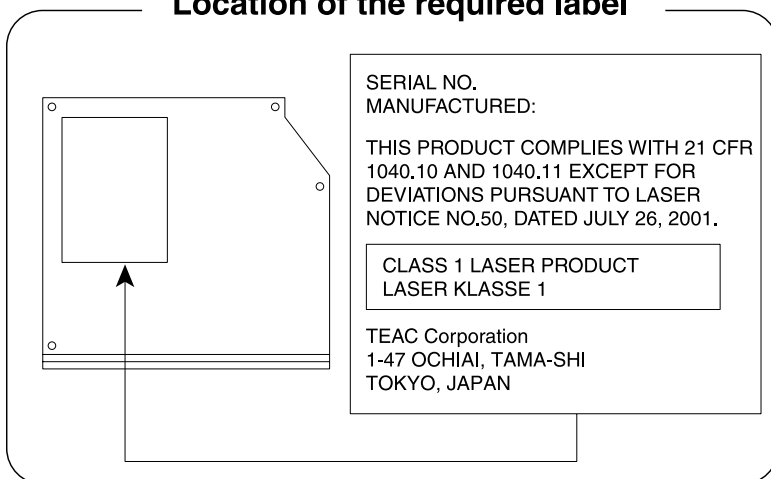 Location of the required label
SERIAL NO.
MANUFACTURED:
THIS PRODUCT COMPLIES WITH 21 CFR
1040.10 AND 1040.11 EXCEPT FOR
DEVIATIONS PURSUANT TO LASER
NOTICE NO.50, DATED JULY 26, 2001.
CLASS 1 LASER PRODUCT
LASER KLASSE 1
TEAC Corporation
1-47 OCHIAI, TAMA-SHI
TOKYO, JAPAN